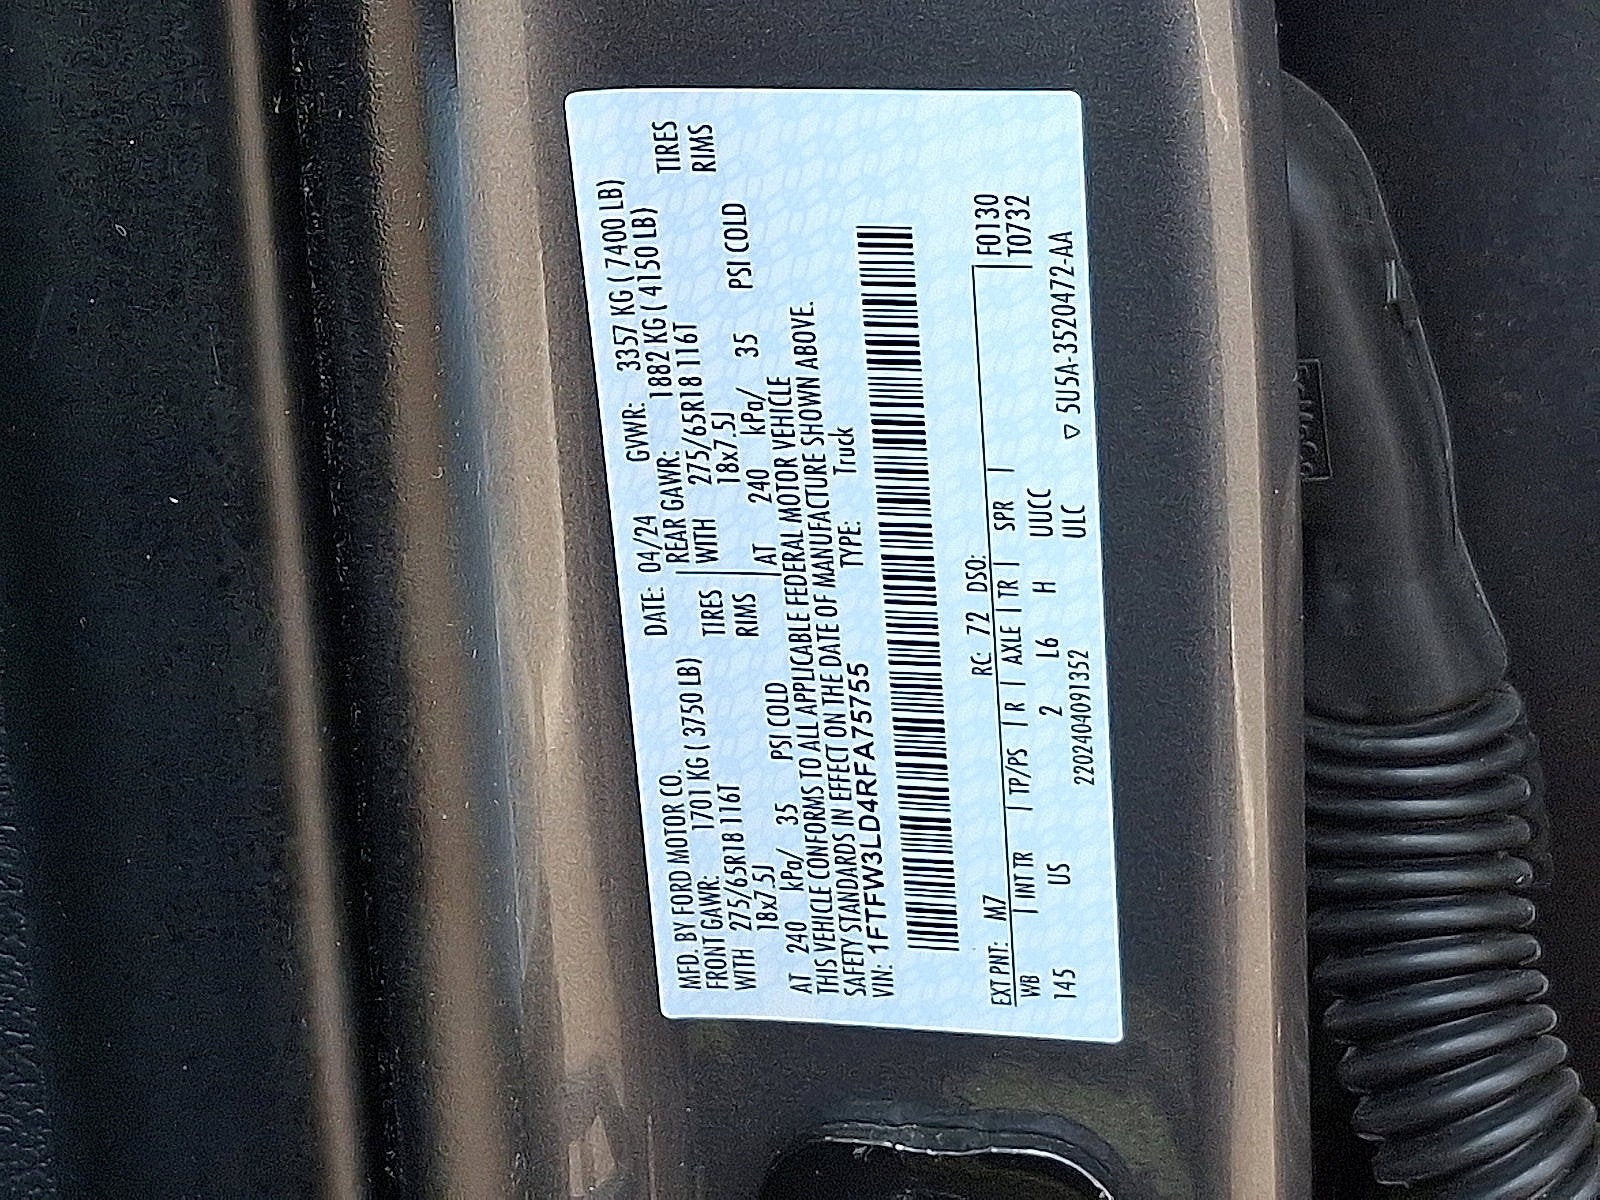 MFD. BY FORD MOTOR CO. DATE: 04/24 GVWR: 3357 KG ( 7400 LB)
FRONT GAWR: 1701 KG ( 3750 LB) REAR GAWR: 1882 KG ( 4150 LB)
WITH 275/65R18 116T TIRES WITH 275/65R18 116T TIRES
18x7.5J RIMS 18x7.5J RIMS
AT 240 kPa/ 35 PSI COLD AT 240 kPa/ 35 PSI COLD
THIS VEHICLE CONFORMS TO ALL APPLICABLE FEDERAL MOTOR VEHICLE
SAFETY STANDARDS IN EFFECT ON THE DATE OF MANUFACTURE SHOWN ABOVE.
VIN: 1FTFW3LD4RFA75755 TYPE: Truck
EXT PNT: M7 RC: 72 DSO: F0130
WB INT TR TP/PS R AXLE TR SPR T0732
145 US 2 L6 H UUCC
220240409​1352 ULC ▽ 5U5A-3520472-AA